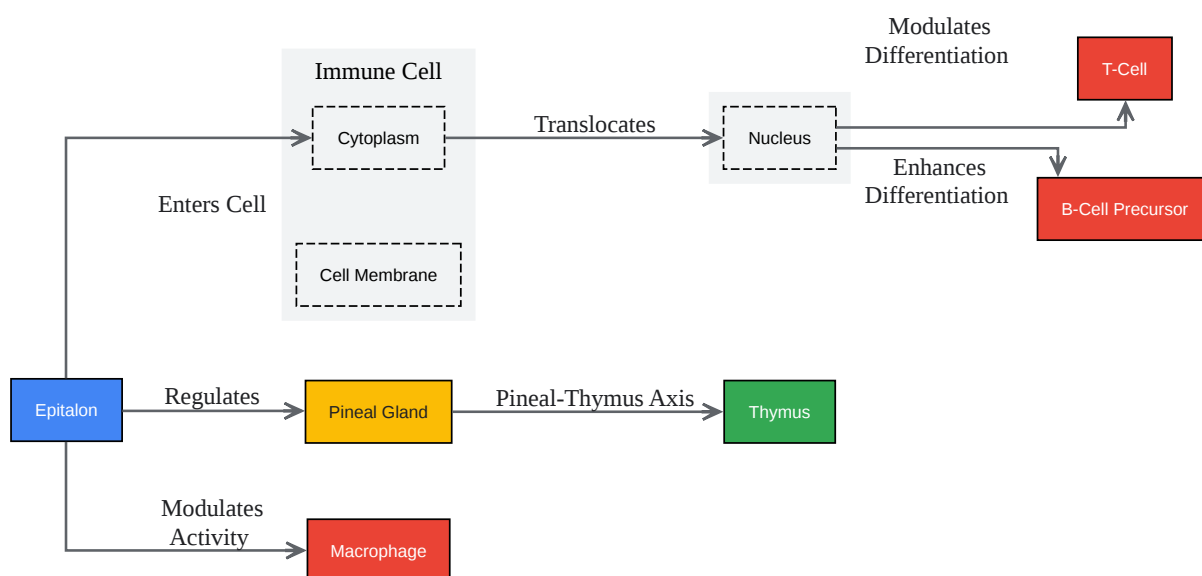 Modulates
Differentiation
T-Cell
Immune Cell
Cytoplasm
Translocates
Nucleus
Enhances
Differentiation
B-Cell Precursor
Enters Cell
Cell Membrane
Epitalon
Regulates
Pineal Gland
Pineal-Thymus Axis
Thymus
Modulates
Activity
Macrophage